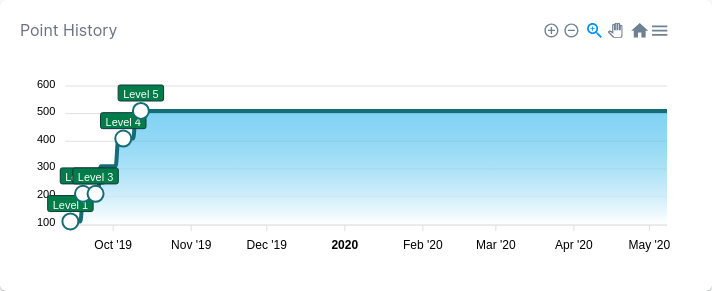 Point History
600
500
400
300
200
100
Level 5
Level 4
Level 3
Level 1
Oct '19
Nov '19
Dec '19
2020
Feb '20
Mar '20
Apr '20
May '20